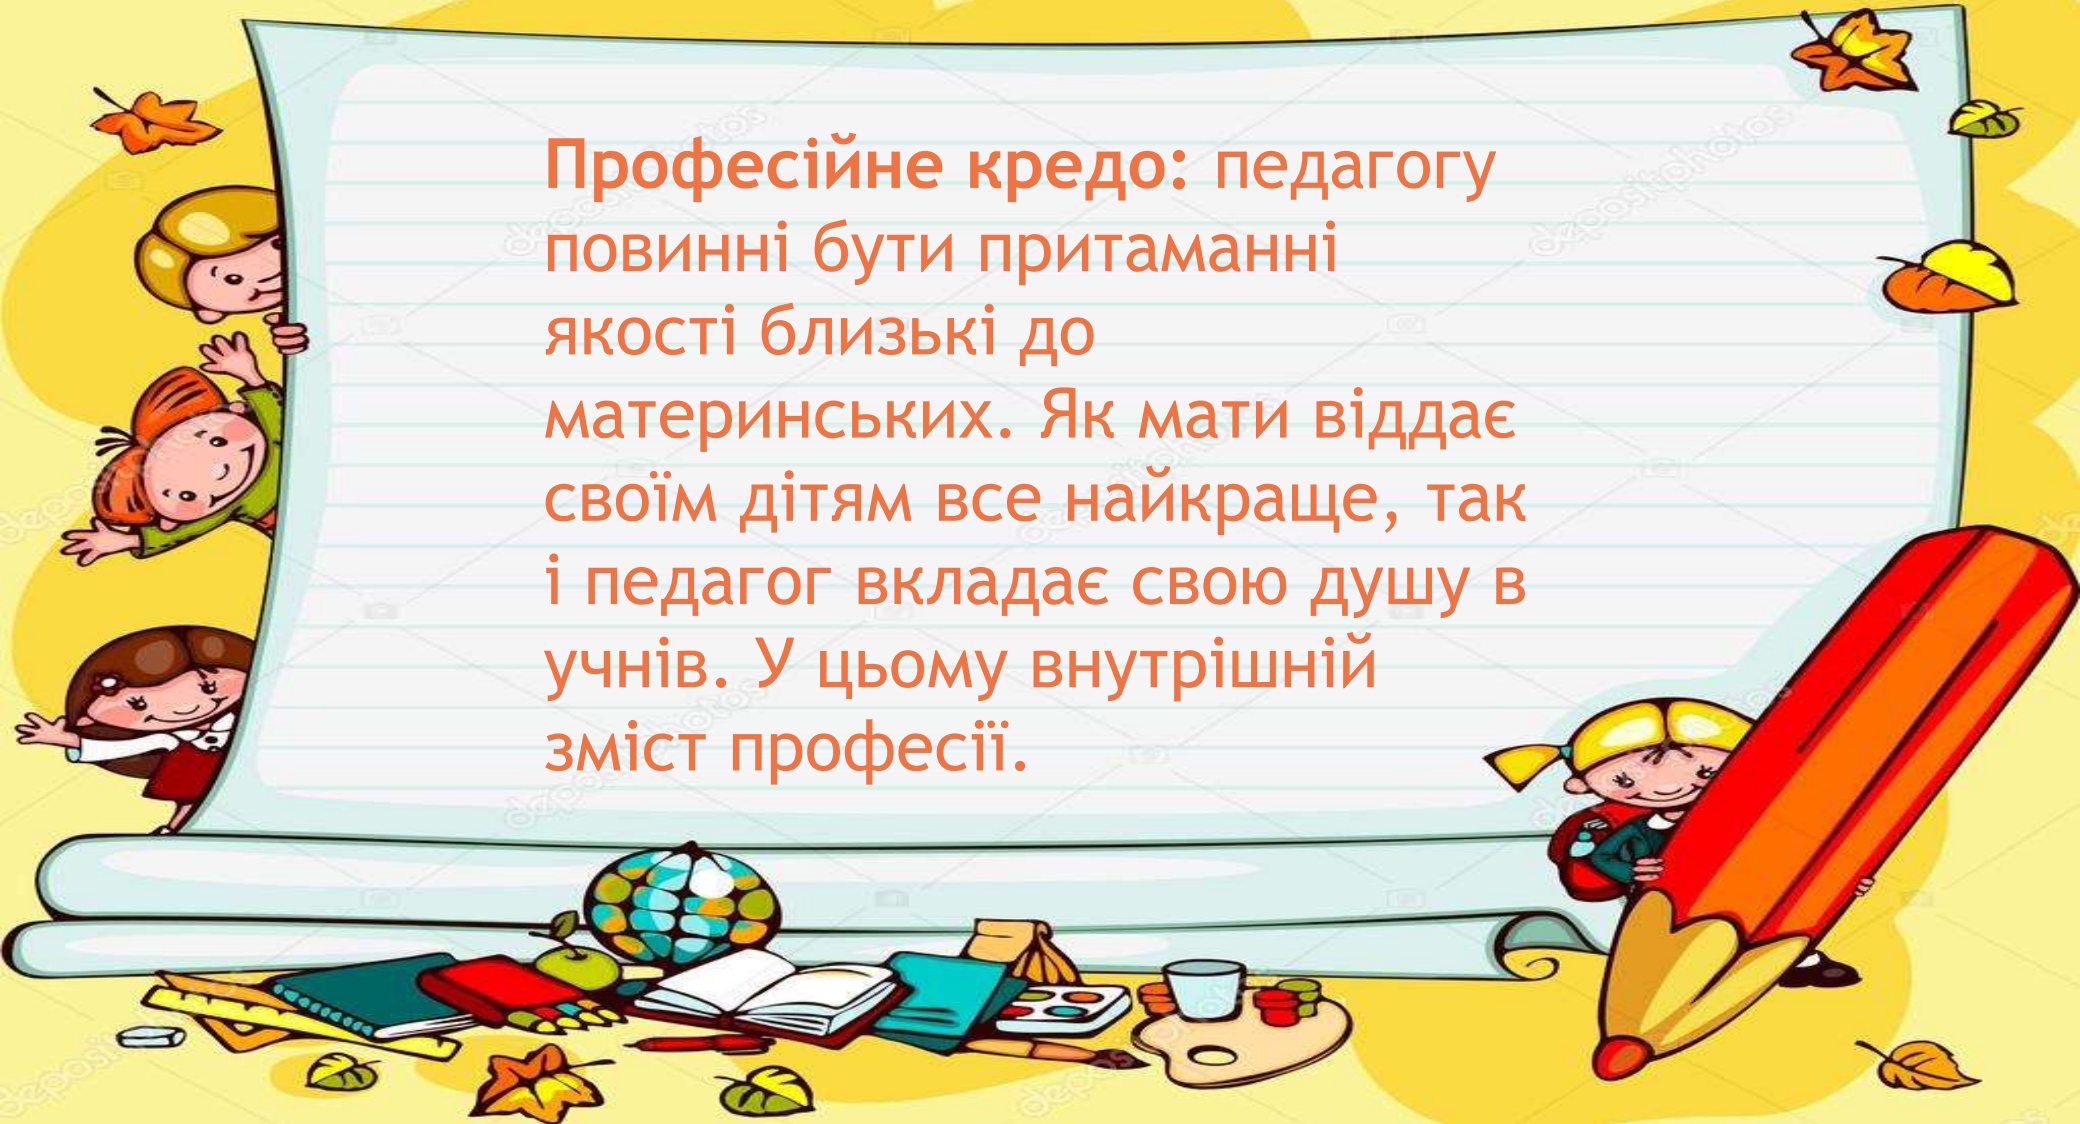 Професійне кредо: педагогу
повинні бути притаманні
якості близькі до
материнських. Як мати віддає
своїм дітям все найкраще, так
і педагог вкладає свою душу в
учнів. У цьому внутрішній
зміст професії.
depositphotos